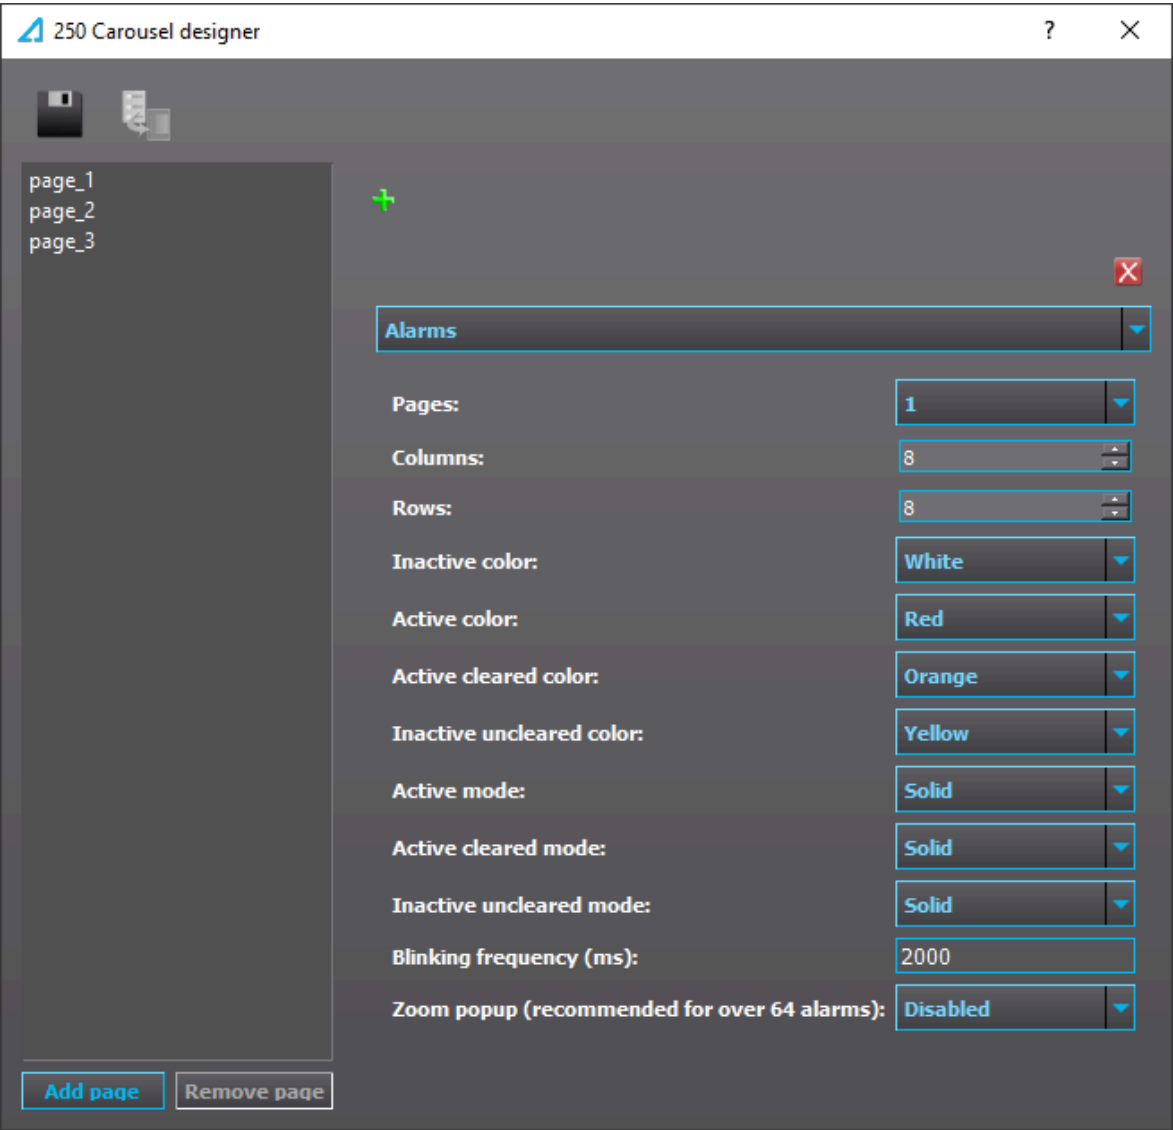 250 Carousel designer
?
page_1
page_2
page_3
Alarms
Pages: 1
Columns: 8
Rows: 8
Inactive color: White
Active color: Red
Active cleared color: Orange
Inactive uncleared color: Yellow
Active mode: Solid
Active cleared mode: Solid
Inactive uncleared mode: Solid
Blinking frequency (ms): 2000
Zoom popup (recommended for over 64 alarms): Disabled
Add page Remove page